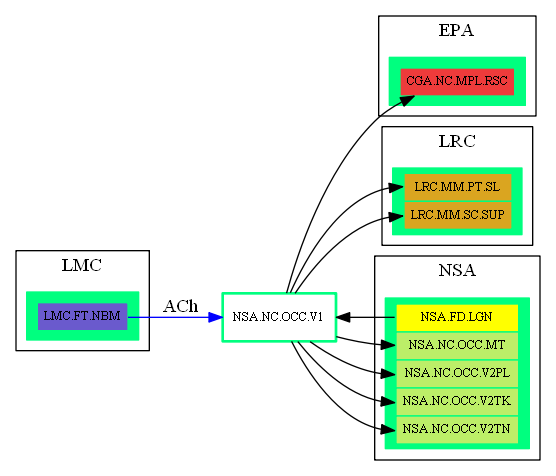 EPA
CGA.NC.MPL.RSC
LRC
LRC.MM.PT.SL
LRC.MM.SC.SUP
LMC
LMC.FT.NBM
ACh
NSA.NC.OCC.V1
NSA
NSA.FD.LGN
NSA.NC.OCC.MT
NSA.NC.OCC.V2PL
NSA.NC.OCC.V2TK
NSA.NC.OCC.V2TN